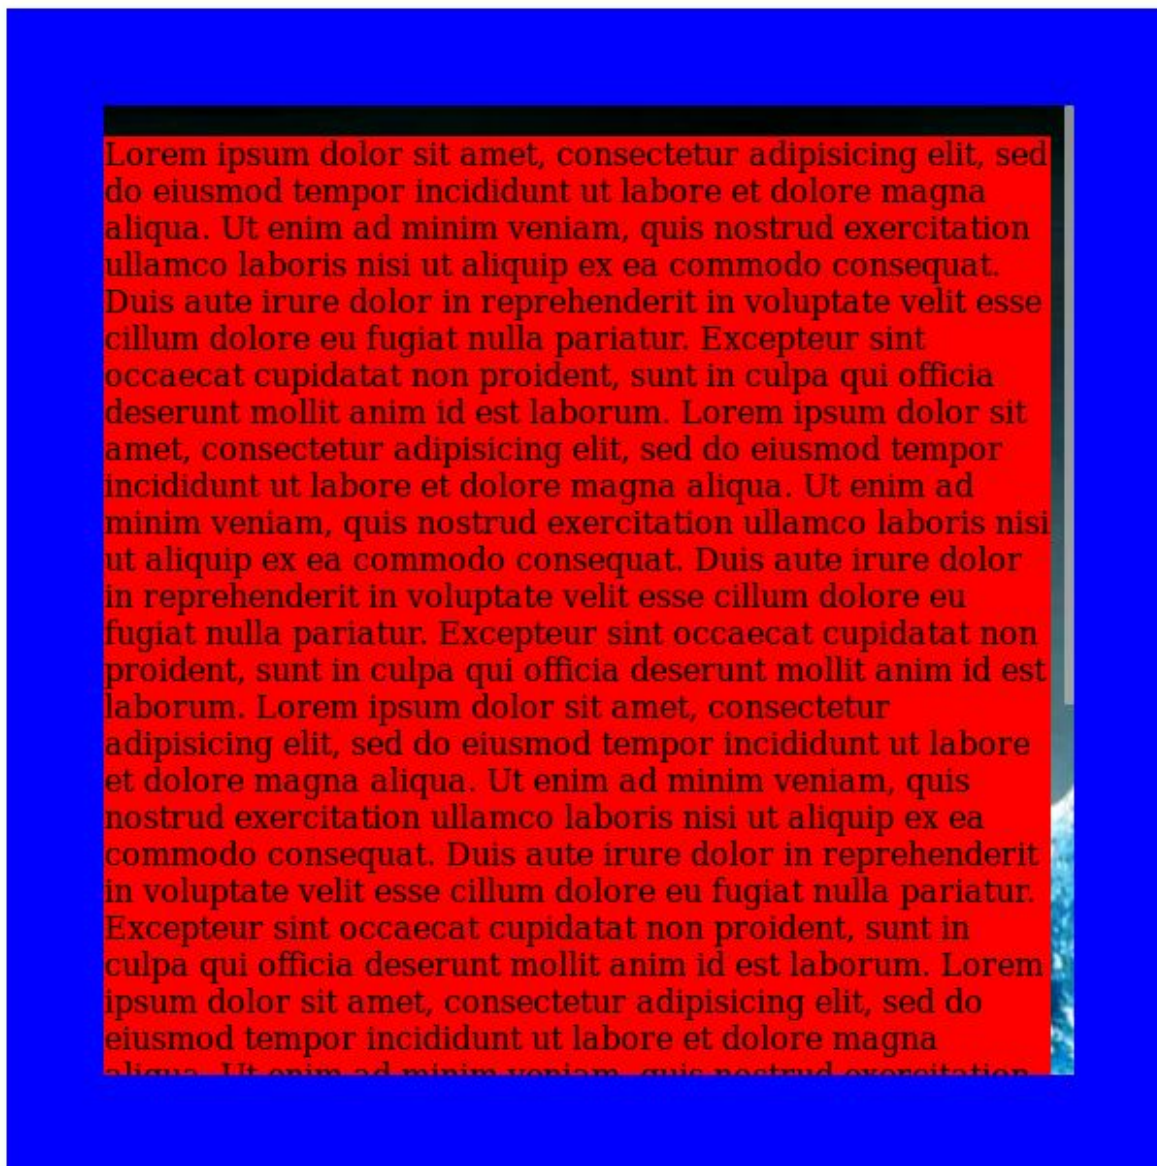 Lorem ipsum dolor sit amet, consectetur adipisicing elit, sed
do eiusmod tempor incididunt ut labore et dolore magna
aliqua. Ut enim ad minim veniam, quis nostrud exercitation
ullamco laboris nisi ut aliquip ex ea commodo consequat.
Duis aute irure dolor in reprehenderit in voluptate velit esse
cillum dolore eu fugiat nulla pariatur. Excepteur sint
occaecat cupidatat non proident, sunt in culpa qui officia
deserunt mollit anim id est laborum. Lorem ipsum dolor sit
amet, consectetur adipisicing elit, sed do eiusmod tempor
incididunt ut labore et dolore magna aliqua. Ut enim ad
minim veniam, quis nostrud exercitation ullamco laboris nisi
ut aliquip ex ea commodo consequat. Duis aute irure dolor
in reprehenderit in voluptate velit esse cillum dolore eu
fugiat nulla pariatur. Excepteur sint occaecat cupidatat non
proident, sunt in culpa qui officia deserunt mollit anim id est
laborum. Lorem ipsum dolor sit amet, consectetur
adipisicing elit, sed do eiusmod tempor incididunt ut labore
et dolore magna aliqua. Ut enim ad minim veniam, quis
nostrud exercitation ullamco laboris nisi ut aliquip ex ea
commodo consequat. Duis aute irure dolor in reprehenderit
in voluptate velit esse cillum dolore eu fugiat nulla pariatur.
Excepteur sint occaecat cupidatat non proident, sunt in
culpa qui officia deserunt mollit anim id est laborum. Lorem
ipsum dolor sit amet, consectetur adipisicing elit, sed do
eiusmod tempor incididunt ut labore et dolore magna
aliqua. Ut enim ad minim veniam, quis nostrud exercitation